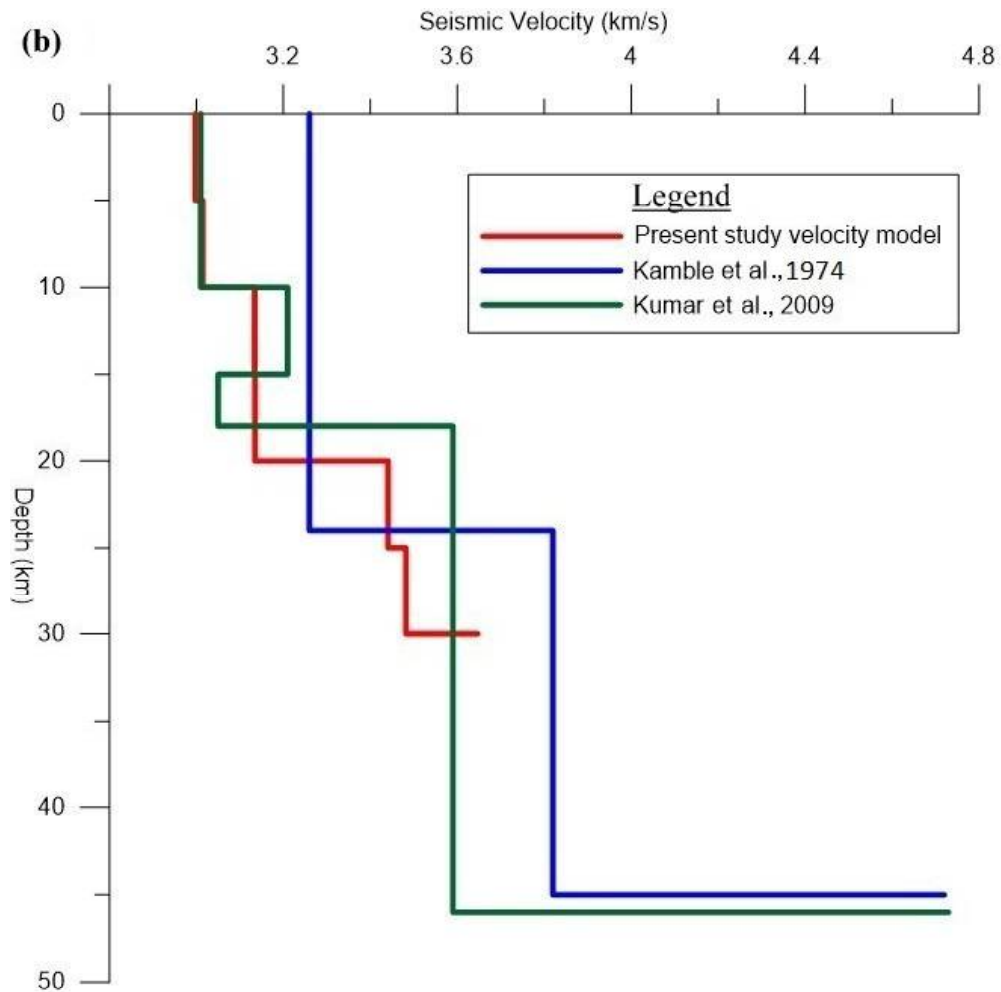 (b)
Seismic Velocity (km/s)
3.2 3.6 4 4.4 4.8
0
Legend
Present study velocity model
Kamble et al.,1974
Kumar et al., 2009
10
20
Depth (km)
30
40
50